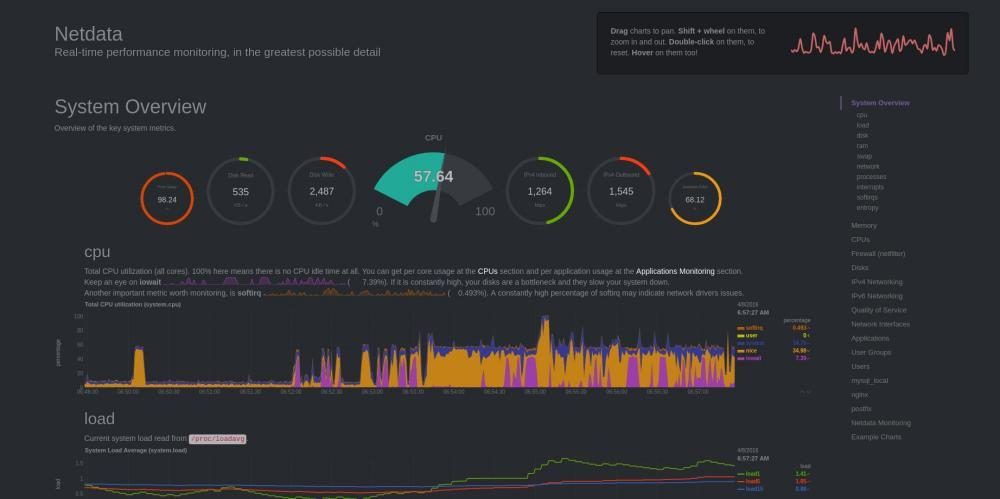 Netdata
Real-time performance monitoring, in the greatest possible detail
Drag charts to pan. Shift + wheel on them, to
zoom in and out. Double-click on them, to
reset. Hover on them too!
System Overview
Overview of the key system metrics.
CPU
98.24
Disk Read
535
KB / s
Disk Write
2,487
KB / s
57.64
0
100
%
IPv4 Inbound
1,264
kbps
IPv4 Outbound
1,545
kbps
68.12
cpu
Total CPU utilization (all cores). 100% here means there is no CPU idle time at all. You can get per core usage at the CPUs section and per application usage at the Applications Monitoring section.
Keep an eye on iowait ( 7.39%). If it is constantly high, your disks are a bottleneck and they slow your system down.
Another important metric worth monitoring, is softirq ( 0.493%). A constantly high percentage of softirq may indicate network drivers issues.
Total CPU utilization (system.cpu)
4/8/2016
6:57:27 AM
percentage
softirq 0.493
user 0
nice 34.98
iowait 7.39
percentage
100
80
60
40
20
0
06:50:00
06:50:30
06:51:00
06:51:30
06:52:00
06:52:30
06:53:00
06:53:30
06:54:00
06:54:30
06:55:00
06:55:30
06:56:00
06:56:30
06:57:00
load
Current system load read from /proc/loadavg
System Load Average (system.load)
4/8/2016
6:57:27 AM
load
load1 1.41
load5 1.05
load15 0.86
load
1.5
1
0.5
System Overview
cpu
load
disk
ram
swap
network
processes
interrupts
softirqs
entropy
Memory
CPUs
Firewall (netfilter)
Disks
IPv4 Networking
IPv6 Networking
Quality of Service
Network Interfaces
Applications
User Groups
Users
mysql_local
nginx
postfix
Netdata Monitoring
Example Charts